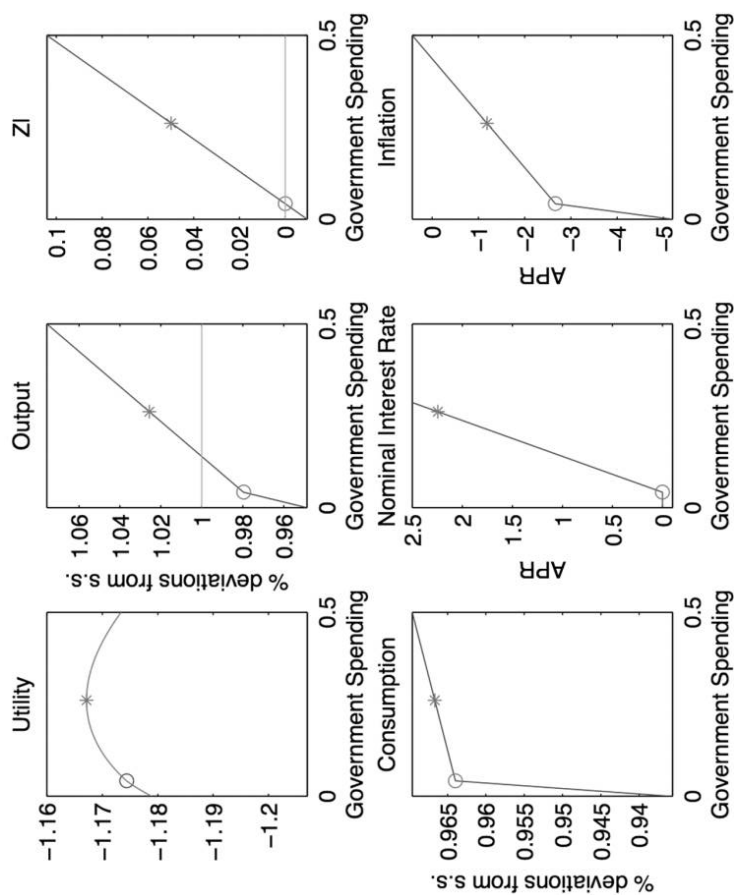 Utility
-1.16
-1.17
-1.18
-1.19
-1.2
0
0.5
Government Spending
Output
% deviations from s.s.
1.06
1.04
1.02
1
0.98
0.96
0
0.5
Government Spending
ZI
0.1
0.08
0.06
0.04
0.02
0
0
0.5
Government Spending
Consumption
% deviations from s.s.
0.965
0.96
0.955
0.95
0.945
0.94
0
0.5
Government Spending
Nominal Interest Rate
APR
2.5
2
1.5
1
0.5
0
0
0.5
Government Spending
Inflation
APR
0
-1
-2
-3
-4
-5
0
0.5
Government Spending